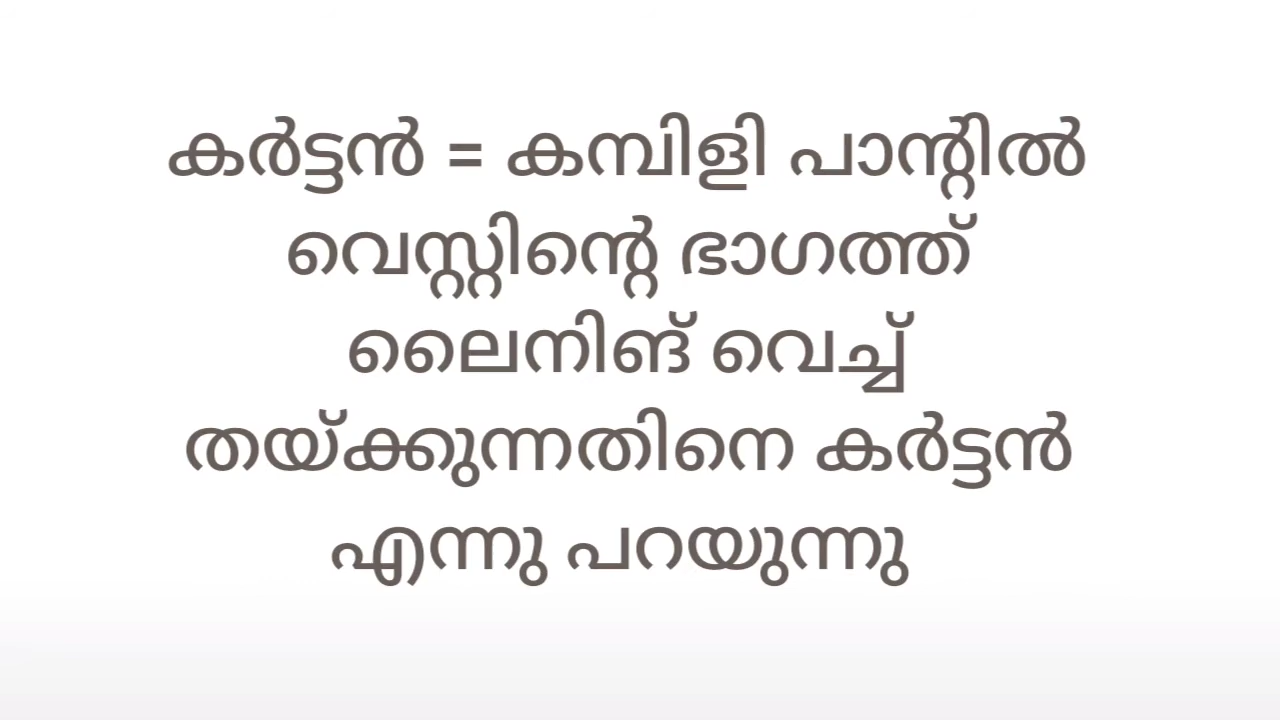 കർട്ടൻ = കമ്പിളി പാന്റിൽ
വെസ്റ്റിന്റെ ഭാഗത്ത്
ലൈനിങ് വെച്ച്
തയ്ക്കുന്നതിനെ കർട്ടൻ
എന്നു പറയുന്നു